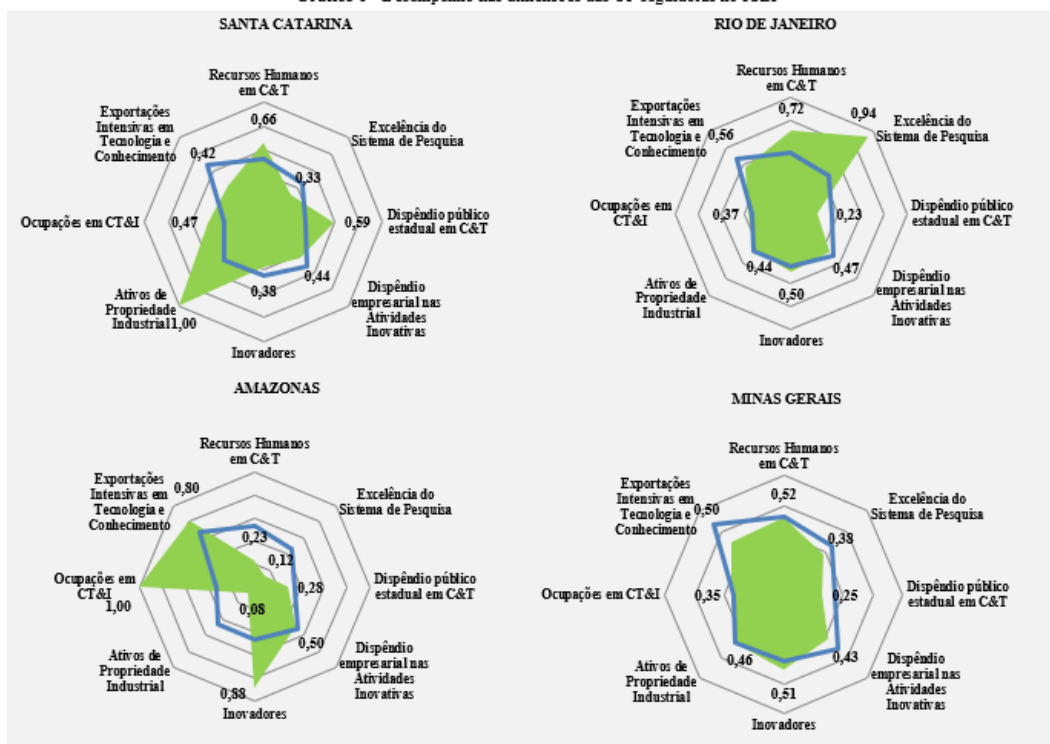 SANTA CATARINA
Recursos Humanos
em C&T
0,66
Exportações
Intensivas em
Tecnologia e
Conhecimento
0,42
Excelência do
Sistema de Pesquisa
0,33
Ocupações em CT&I
0,47
Dispêndio público
estadual em C&T
0,59
Ativos de
Propriedade
Industrial
1,00
0,38
0,44
Dispêndio
empresarial nas
Atividades
Inovativas
Inovadores
RIO DE JANEIRO
Recursos Humanos
em C&T
0,72
0,94
Exportações
Intensivas em
Tecnologia e
Conhecimento
0,56
Excelência do
Sistema de Pesquisa
Ocupações em
CT&I
0,37
0,23
Dispêndio público
estadual em C&T
Ativos de
Propriedade
Industrial
0,44
0,50
0,47
Dispêndio
empresarial nas
Atividades
Inovativas
Inovadores
AMAZONAS
Recursos Humanos
em C&T
0,23
Exportações
Intensivas em
Tecnologia e
Conhecimento
0,80
Excelência do
Sistema de Pesquisa
0,12
Ocupações em
CT&I
1,00
0,28
Dispêndio público
estadual em C&T
0,08
Ativos de
Propriedade
Industrial
0,88
0,50
Dispêndio
empresarial nas
Atividades
Inovativas
Inovadores
MINAS GERAIS
Recursos Humanos
em C&T
0,52
Exportações
Intensivas em
Tecnologia e
Conhecimento
0,50
Excelência do
Sistema de Pesquisa
0,38
Ocupações em CT&I
0,35
0,25
Dispêndio público
estadual em C&T
Ativos de
Propriedade
Industrial
0,46
0,51
0,43
Dispêndio
empresarial nas
Atividades
Inovativas
Inovadores